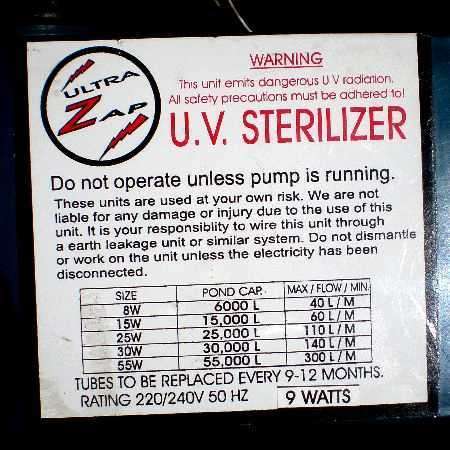 ULTRA
ZAP
WARNING
This unit emits dangerous U V radiation.
All safety precautions must be adhered to!
U.V. STERILIZER
Do not operate unless pump is running.
These units are used at your own risk. We are not
liable for any damage or injury due to the use of this
unit. It is your responsiblity to wire this unit through
a earth leakage unit or similar system. Do not dismantle
or work on the unit unless the electricity has been
disconnected.
SIZE POND CAP. MAX / FLOW / MIN.
8W 6000 L 40 L / M
15W 15,000 L 60 L / M
25W 25,000 L 110 L / M
30W 30,000 L 140 L / M
55W 55,000 L 300 L / M
TUBES TO BE REPLACED EVERY 9-12 MONTHS.
RATING 220/240V 50 HZ 9 WATTS